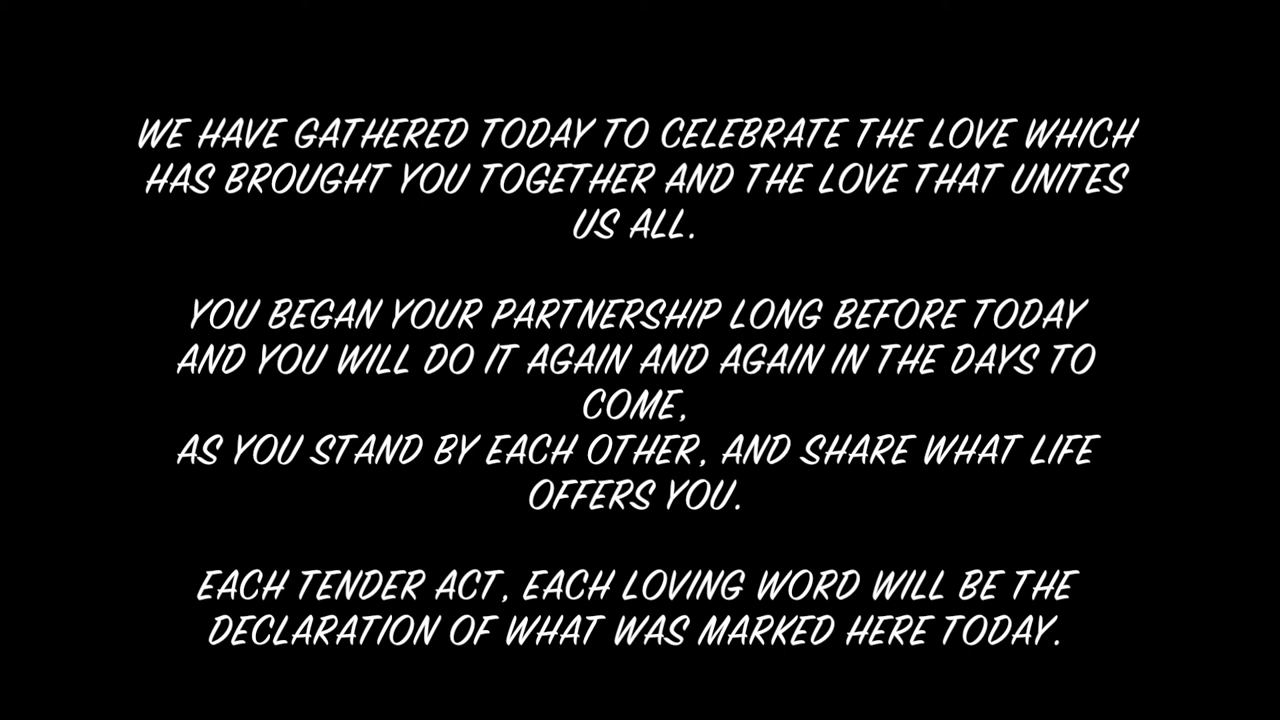 WE HAVE GATHERED TODAY TO CELEBRATE THE LOVE WHICH
HAS BROUGHT YOU TOGETHER AND THE LOVE THAT UNITES
US ALL.
YOU BEGAN YOUR PARTNERSHIP LONG BEFORE TODAY
AND YOU WILL DO IT AGAIN AND AGAIN IN THE DAYS TO
COME,
AS YOU STAND BY EACH OTHER, AND SHARE WHAT LIFE
OFFERS YOU.
EACH TENDER ACT, EACH LOVING WORD WILL BE THE
DECLARATION OF WHAT WAS MARKED HERE TODAY.